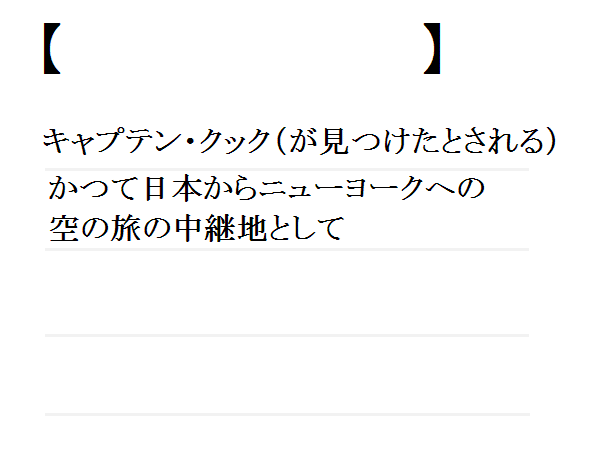 【 】
キャプテン・クック(が見つけたとされる)
かつて日本からニューヨークへの
空の旅の中継地として